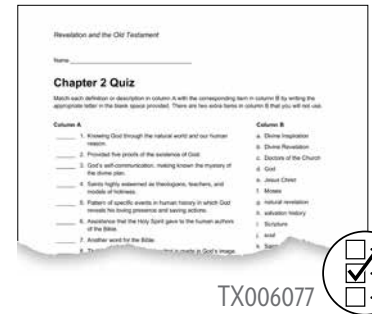 Revelation and the Old Testament
Name
Chapter 2 Quiz
Match each definition or description in column A with the corresponding item in column B by writing the
appropriate letter in the blank space provided. There are two extra items in column B that you will not use.
Column A
1. Knowing God through the natural world and our human
reason.
2. Provided five proofs of the existence of God.
3. God's self-communication, making known the mystery of
the divine plan.
4. Saints highly esteemed as theologians, teachers, and
models of holiness.
5. Pattern of specific events in human history in which God
reveals his loving presence and saving actions.
6. Assistance that the Holy Spirit gave to the human authors
of the Bible.
7. Another word for the Bible.
8. made in God's image
Column B
a. Divine Inspiration
b. Divine Revelation
c. Doctors of the Church
d. God
e. Jesus Christ
f. Moses
g. natural revelation
h. salvation history
i. Scripture
j. soul
k.
TX006077